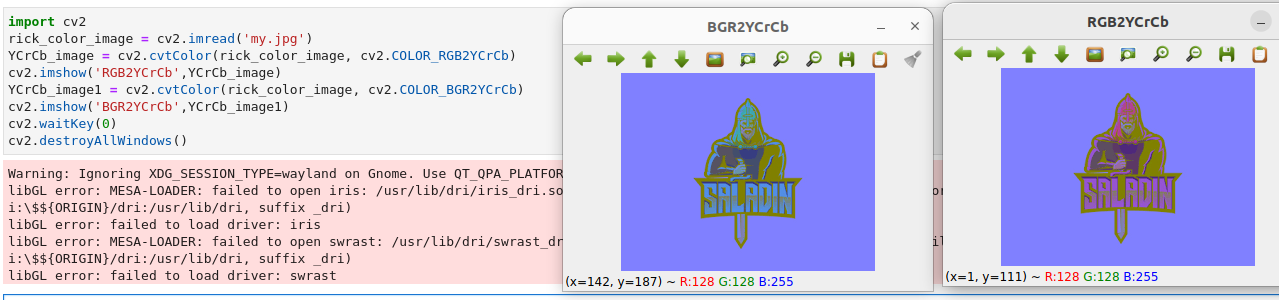 import cv2
rick_color_image = cv2.imread('my.jpg')
YCrCb_image = cv2.cvtColor(rick_color_image, cv2.COLOR_RGB2YCrCb)
cv2.imshow('RGB2YCrCb',YCrCb_image)
YCrCb_image1 = cv2.cvtColor(rick_color_image, cv2.COLOR_BGR2YCrCb)
cv2.imshow('BGR2YCrCb',YCrCb_image1)
cv2.waitKey(0)
cv2.destroyAllWindows()
Warning: Ignoring XDG_SESSION_TYPE=wayland on Gnome. Use QT_QPA_PLATFOR
libGL error: MESA-LOADER: failed to open iris: /usr/lib/dri/iris_dri.so
i:\$${ORIGIN}/dri:/usr/lib/dri, suffix _dri)
libGL error: failed to load driver: iris
libGL error: MESA-LOADER: failed to open swrast: /usr/lib/dri/swrast_dr
i:\$${ORIGIN}/dri:/usr/lib/dri, suffix _dri)
libGL error: failed to load driver: swrast
BGR2YCrCb
SALADIN
(x=142, y=187) ~ R:128 G:128 B:255
RGB2YCrCb
SALADIN
(x=1, y=111) ~ R:128 G:128 B:255